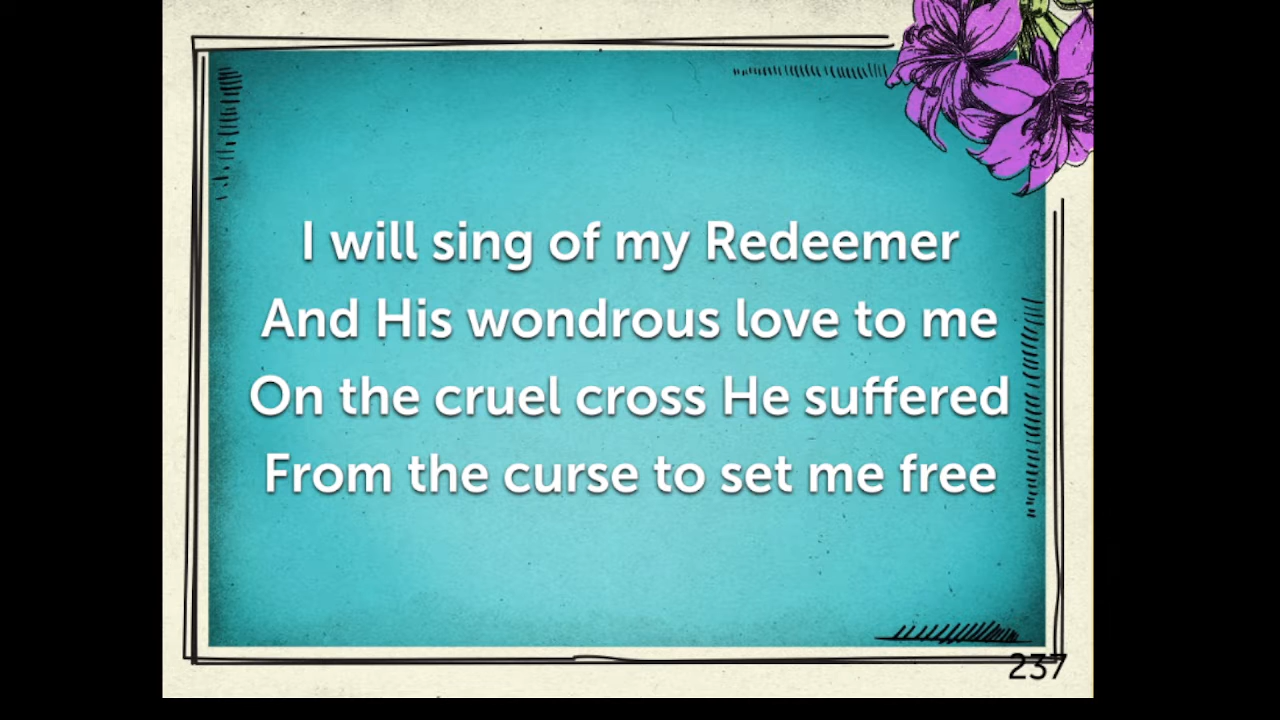 I will sing of my Redeemer
And His wondrous love to me
On the cruel cross He suffered
From the curse to set me free
237